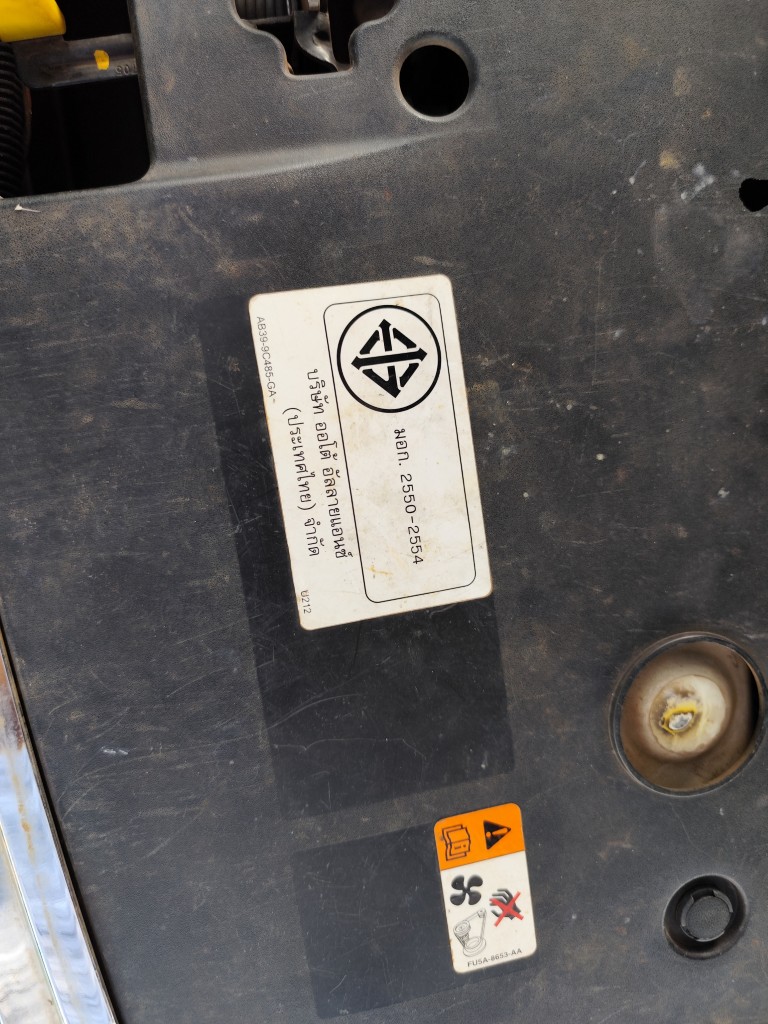 มอก. 2550-2554
บริษัท ออโต้ อัลลายแอนซ์
(ประเทศไทย) จำกัด
AB39-9C485-GA-
U212
FUSA-8653-AA